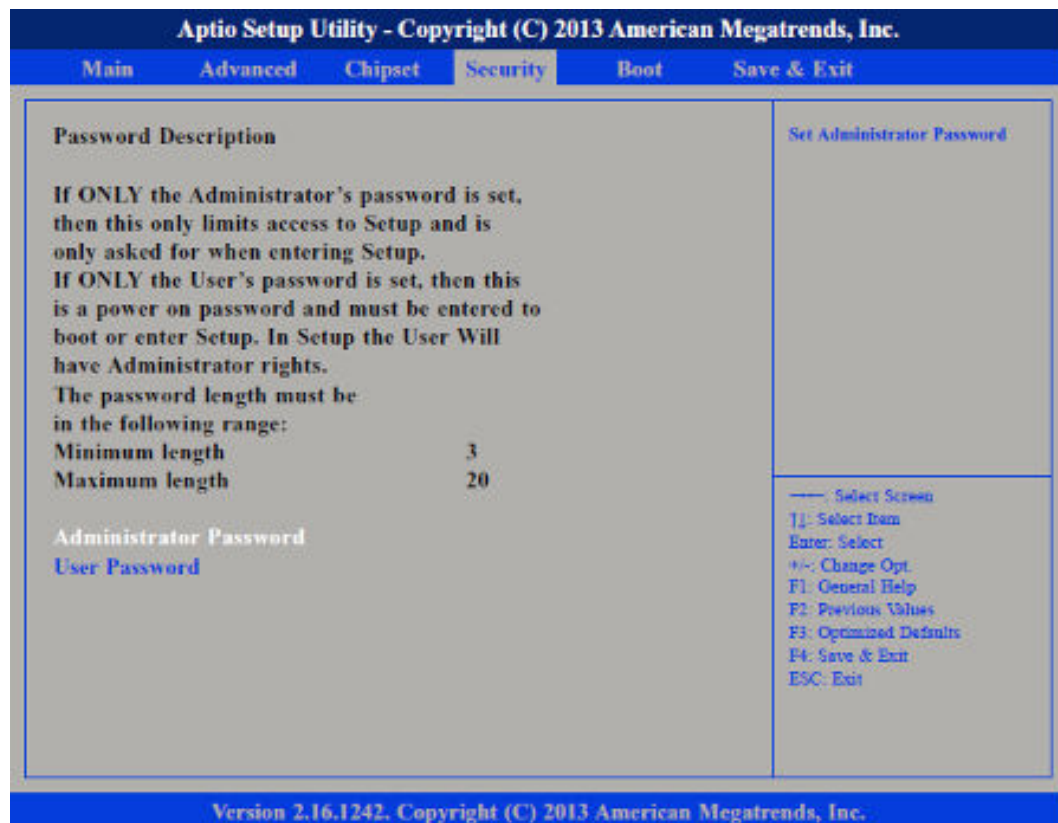 Aptio Setup Utility - Copyright (C) 2013 American Megatrends, Inc.
Main Advanced Chipset Security Boot Save & Exit
Password Description
If ONLY the Administrator's password is set,
then this only limits access to Setup and is
only asked for when entering Setup.
If ONLY the User's password is set, then this
is a power on password and must be entered to
boot or enter Setup. In Setup the User Will
have Administrator rights.
The password length must be
in the following range:
Minimum length 3
Maximum length 20
Administrator Password
User Password
Set Administrator Password
→←: Select Screen
↑↓: Select Item
Enter: Select
+/-: Change Opt.
F1: General Help
F2: Previous Values
F3: Optimized Defaults
F4: Save & Exit
ESC: Exit
Version 2.16.1242. Copyright (C) 2013 American Megatrends, Inc.